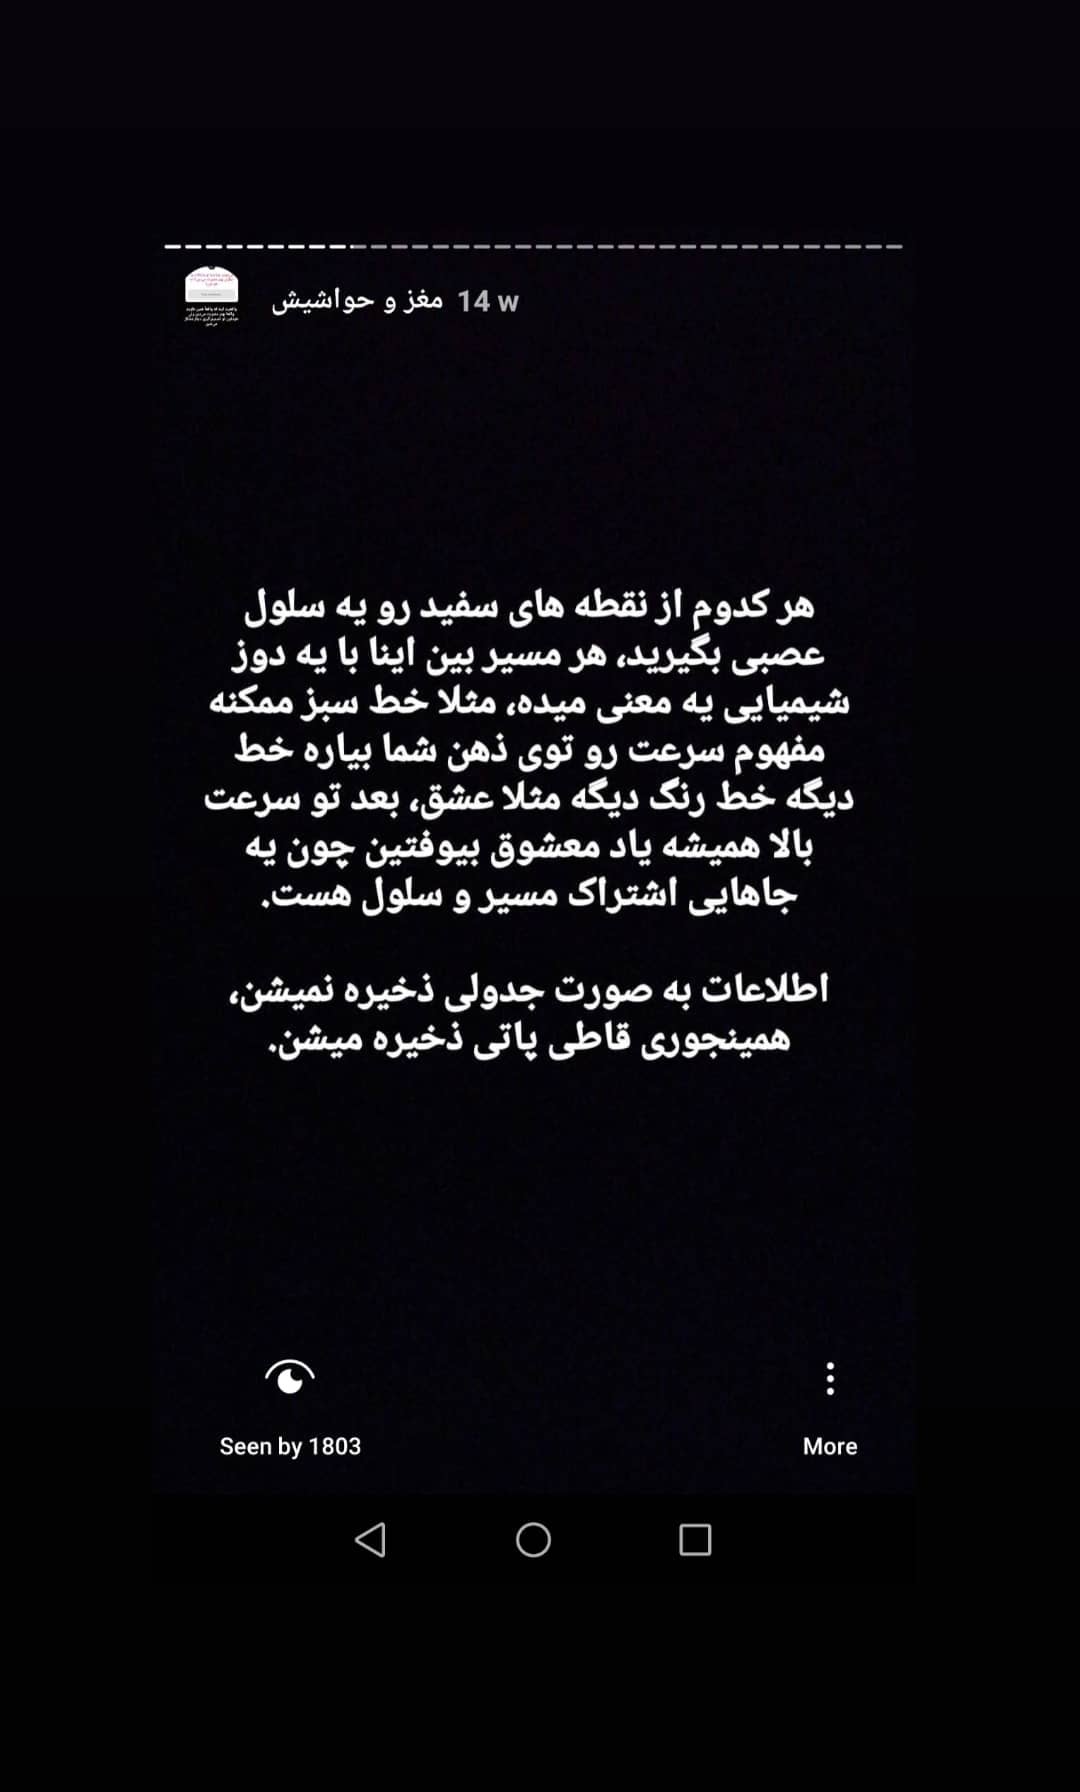 مغز و حواشیش 14 w
هر کدوم از نقطه های سفید رو یه سلول
عصبی بگیرید، هر مسیر بین اینا با یه دوز
شیمیایی یه معنی میده، مثلا خط سبز ممکنه
مفهوم سرعت رو توی ذهن شما بیاره خط
دیگه خط رنگ دیگه مثلا عشق، بعد تو سرعت
بالا همیشه یاد معشوق بیوفتین چون یه
جاهایی اشتراک مسیر و سلول هست.
اطلاعات به صورت جدولی ذخیره نمیشن،
همینجوری قاطی پاتی ذخیره میشن.
Seen by 1803
More